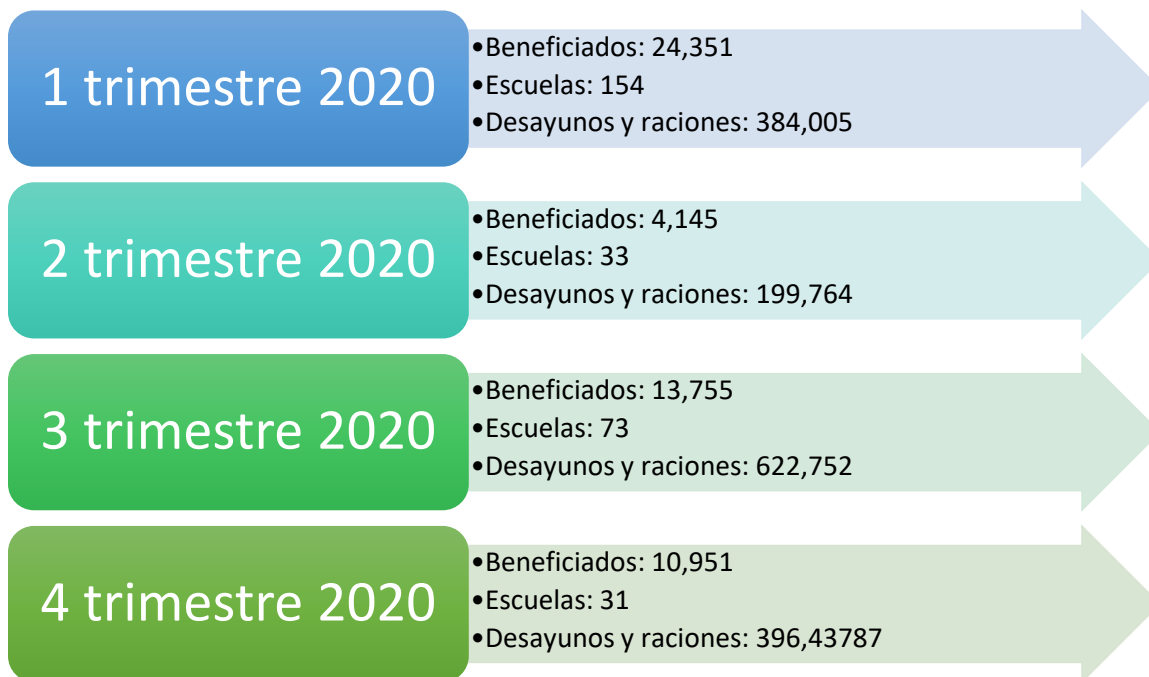 1 trimestre 2020
•Beneficiados: 24,351
•Escuelas: 154
•Desayunos y raciones: 384,005
2 trimestre 2020
•Beneficiados: 4,145
•Escuelas: 33
•Desayunos y raciones: 199,764
3 trimestre 2020
•Beneficiados: 13,755
•Escuelas: 73
•Desayunos y raciones: 622,752
4 trimestre 2020
•Beneficiados: 10,951
•Escuelas: 31
•Desayunos y raciones: 396,43787